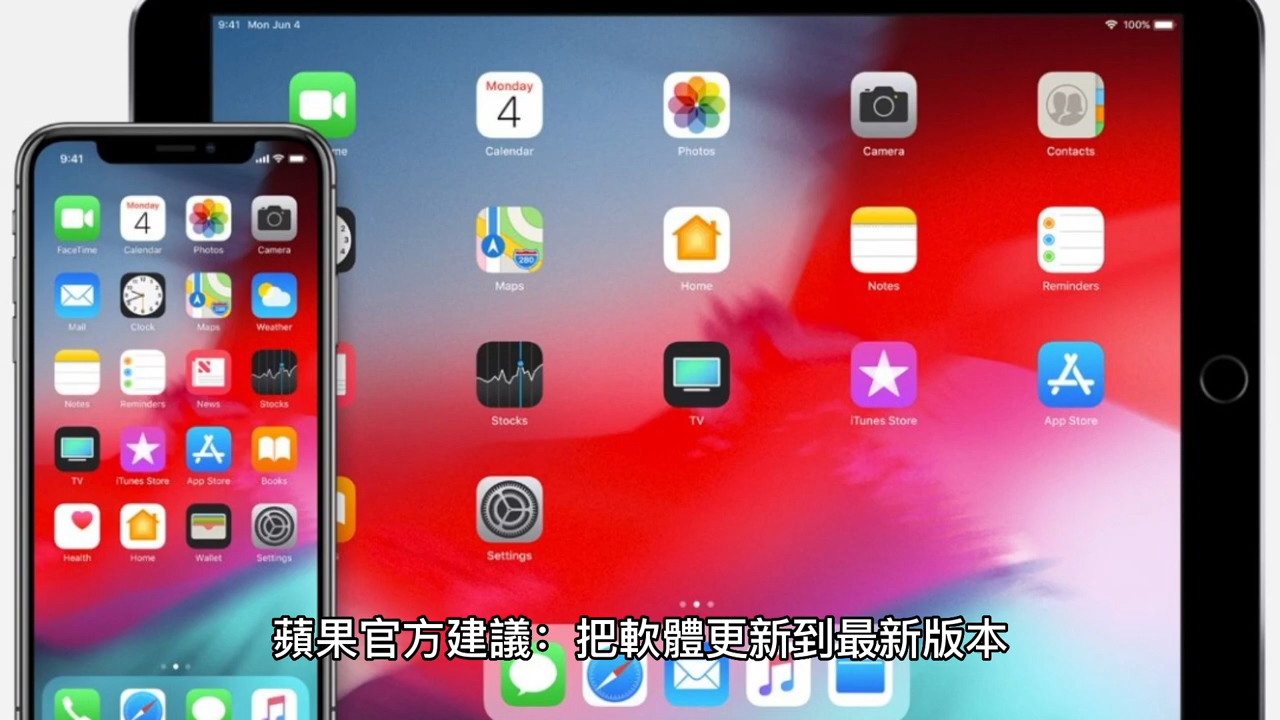 9:41 Mon Jun 4
100%
Monday
4
Calendar
Photos
Camera
Contacts
9:41
Monday
4
FaceTime
Calendar
Photos
Camera
280
Maps
Home
Notes
Reminders
Mail
Clock
Maps
Weather
Notes
Reminders
News
Stocks
Stocks
TV
iTunes Store
App Store
TV
iTunes Store
App Store
Books
Health
Home
Wallet
Settings
Settings
蘋果官方建議：把軟體更新到最新版本